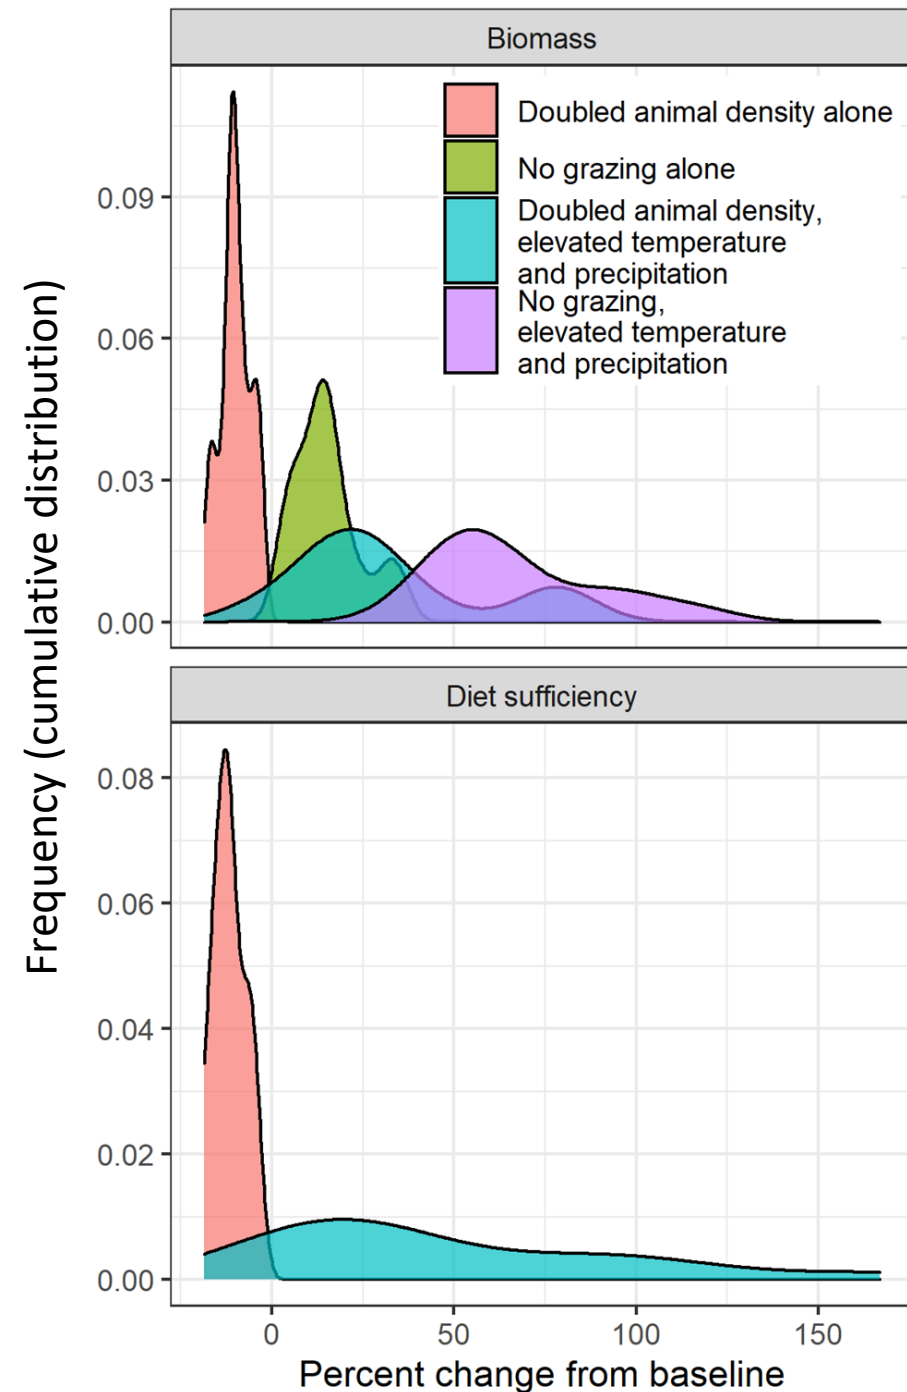 Biomass
Doubled animal density alone
No grazing alone
Doubled animal density,
elevated temperature
and precipitation
No grazing,
elevated temperature
and precipitation
0.09
0.06
0.03
0.00
Frequency (cumulative distribution)
Diet sufficiency
0.08
0.06
0.04
0.02
0.00
0 50 100 150
Percent change from baseline